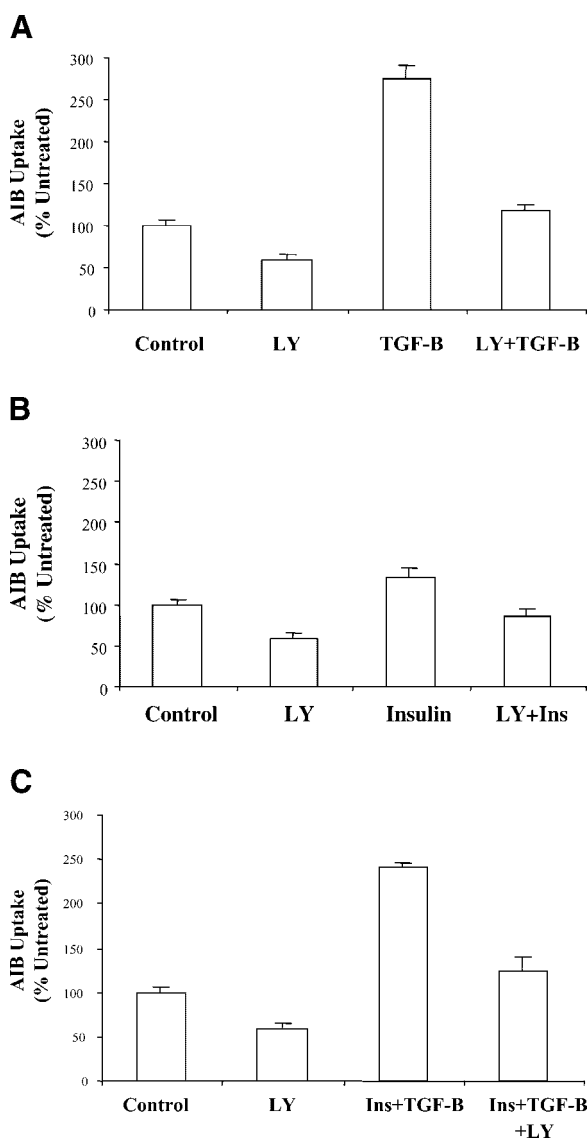 A
AIB Uptake
(% Untreated)
300
250
200
150
100
50
0
Control LY TGF-B LY+TGF-B
B
AIB Uptake
(% Untreated)
300
250
200
150
100
50
0
Control LY Insulin LY+Ins
C
AIB Uptake
(% Untreated)
300
250
200
150
100
50
0
Control LY Ins+TGF-B Ins+TGF-B
+LY